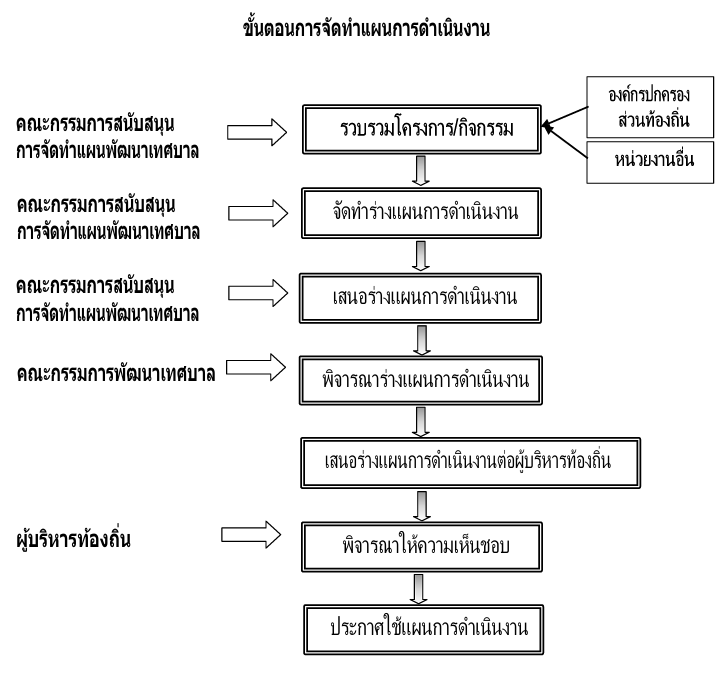 ขั้นตอนการจัดทำแผนการดำเนินงาน
องค์กรปกครอง
ส่วนท้องถิ่น
คณะกรรมการสนับสนุน
การจัดทำแผนพัฒนาเทศบาล
รวบรวมโครงการ/กิจกรรม
หน่วยงานอื่น
คณะกรรมการสนับสนุน
การจัดทำแผนพัฒนาเทศบาล
จัดทำร่างแผนการดำเนินงาน
คณะกรรมการสนับสนุน
การจัดทำแผนพัฒนาเทศบาล
เสนอร่างแผนการดำเนินงาน
คณะกรรมการพัฒนาเทศบาล
พิจารณาร่างแผนการดำเนินงาน
เสนอร่างแผนการดำเนินงานต่อผู้บริหารท้องถิ่น
ผู้บริหารท้องถิ่น
พิจารณาให้ความเห็นชอบ
ประกาศใช้แผนการดำเนินงาน